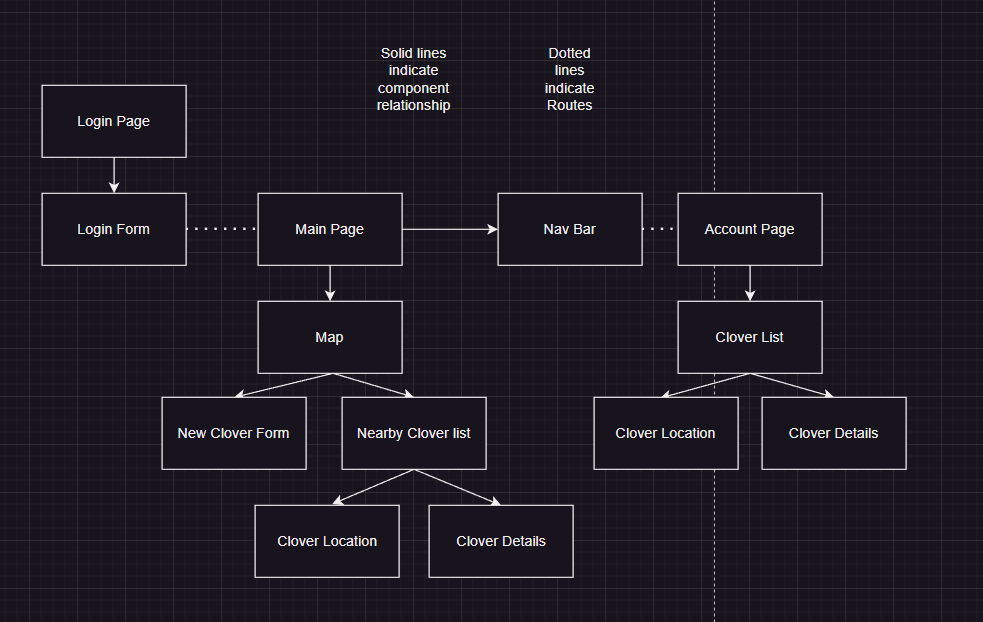 Solid lines
indicate
component
relationship
Dotted
lines
indicate
Routes
Login Page
Login Form
Main Page
Nav Bar
Account Page
Map
Clover List
New Clover Form
Nearby Clover list
Clover Location
Clover Details
Clover Location
Clover Details